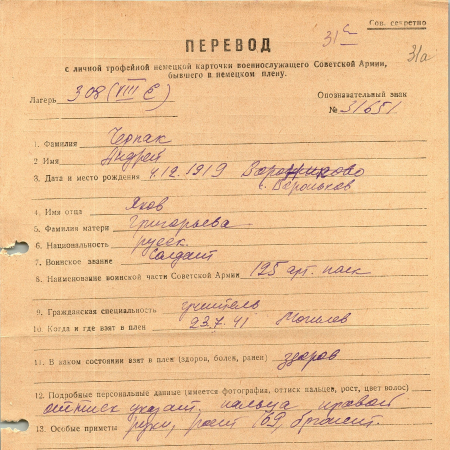 Сов. секретно
31с
31а
ПЕРЕВОД
с личной трофейной немецкой карточки военнослужащего Советской Армии,
бывшего в немецком плену.
Лагерь 308 (VIII E)
Опознавательный знак
№ 31651
1. Фамилия Черпак
2 Имя Андрей
3. Дата и место рождения 4.12.1919
4. Имя отца Яков
5. Фамилия матери Григорьева
6. Национальность русск
7. Воинское звание Солдат
8. Наименование воинской части Советской Армии 125 арт. полк
9. Гражданская специальность учитель
10. Когда и где взят в плен 23.7.41 Могилев
11. В каком состоянии взят в плен (здоров, болен, ранен) здоров
12. Подробные персональные данные (имеется фотография, оттиск пальцев, рост, цвет волос)
оттиск указат. пальца правой
13. Особые приметы руки, рост 169,